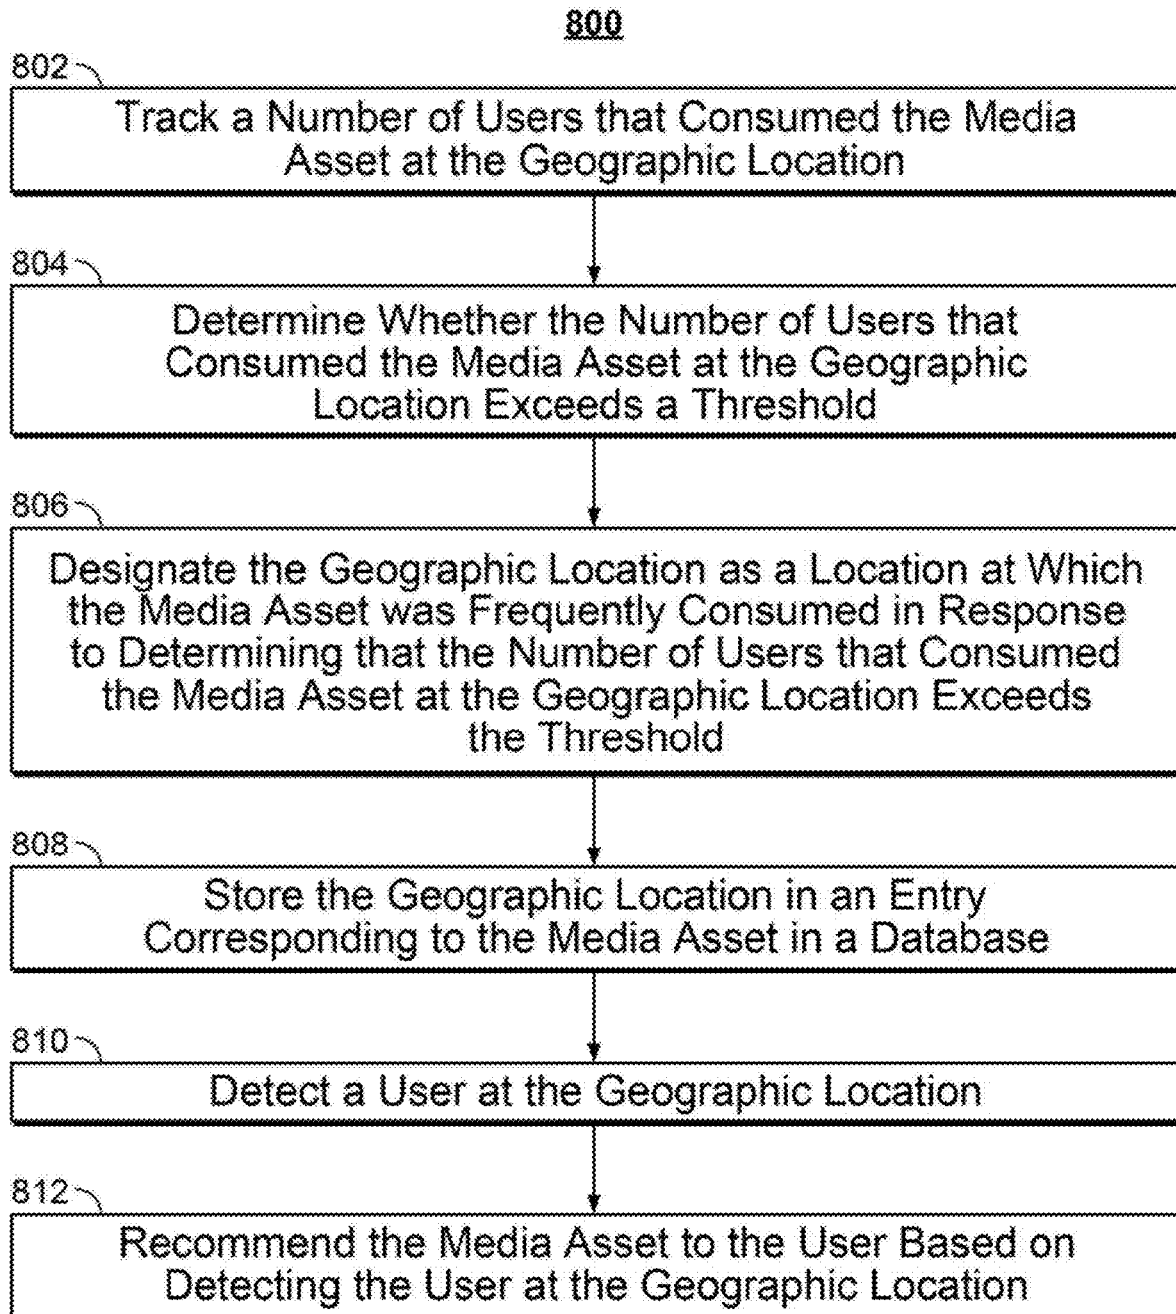 800
802
Track a Number of Users that Consumed the Media
Asset at the Geographic Location
804
Determine Whether the Number of Users that
Consumed the Media Asset at the Geographic
Location Exceeds a Threshold
806
Designate the Geographic Location as a Location at Which
the Media Asset was Frequently Consumed in Response
to Determining that the Number of Users that Consumed
the Media Asset at the Geographic Location Exceeds
the Threshold
808
Store the Geographic Location in an Entry
Corresponding to the Media Asset in a Database
810
Detect a User at the Geographic Location
812
Recommend the Media Asset to the User Based on
Detecting the User at the Geographic Location